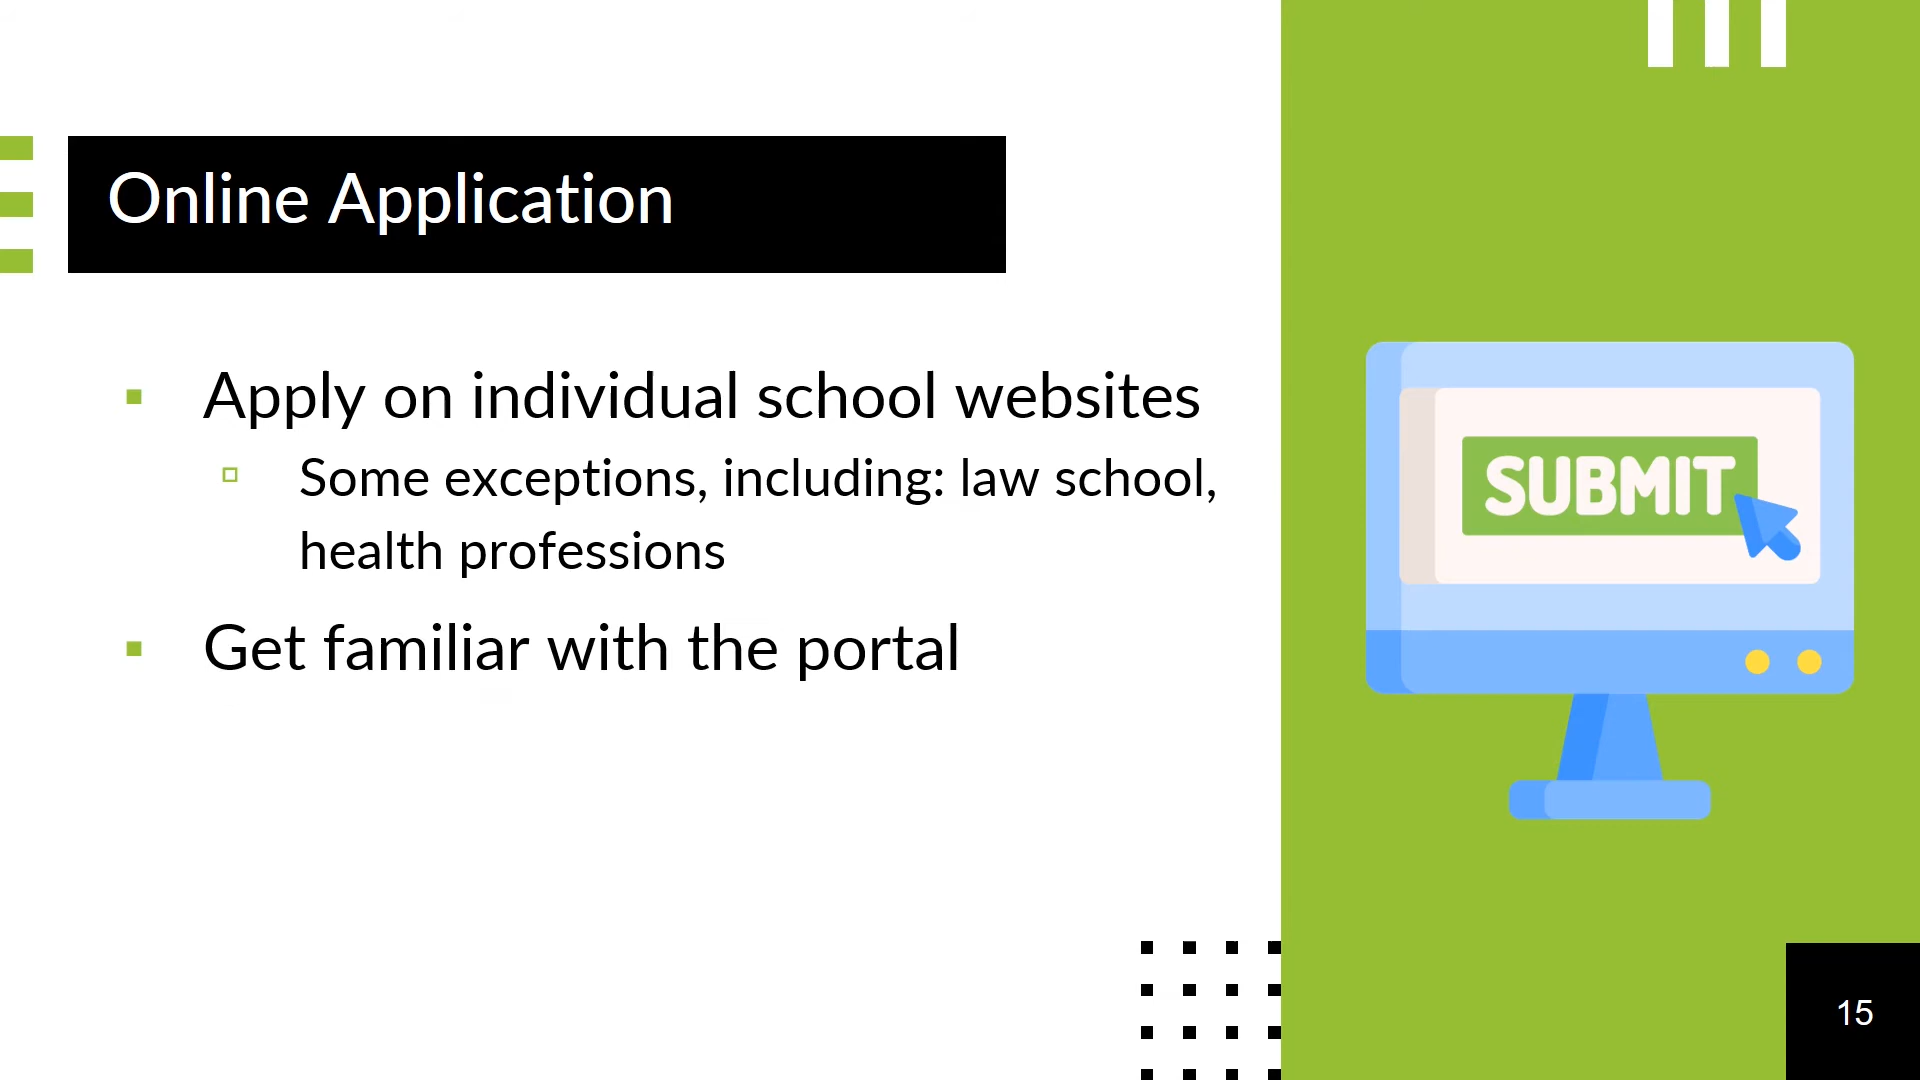 Online Application
Apply on individual school websites
Some exceptions, including: law school,
health professions
Get familiar with the portal
SUBMIT
15